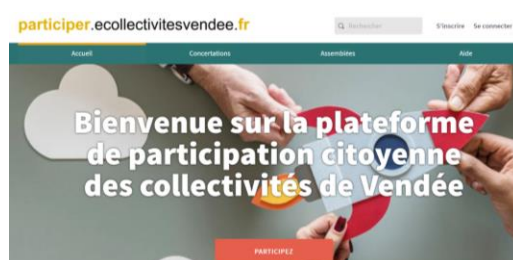 participer.ecollectivitesvendee.fr
Rechercher
S'inscrire Se connecter
Accueil Concertations Assemblées Aide
Bienvenue sur la plateforme
de participation citoyenne
des collectivités de Vendée
PARTICIPEZ